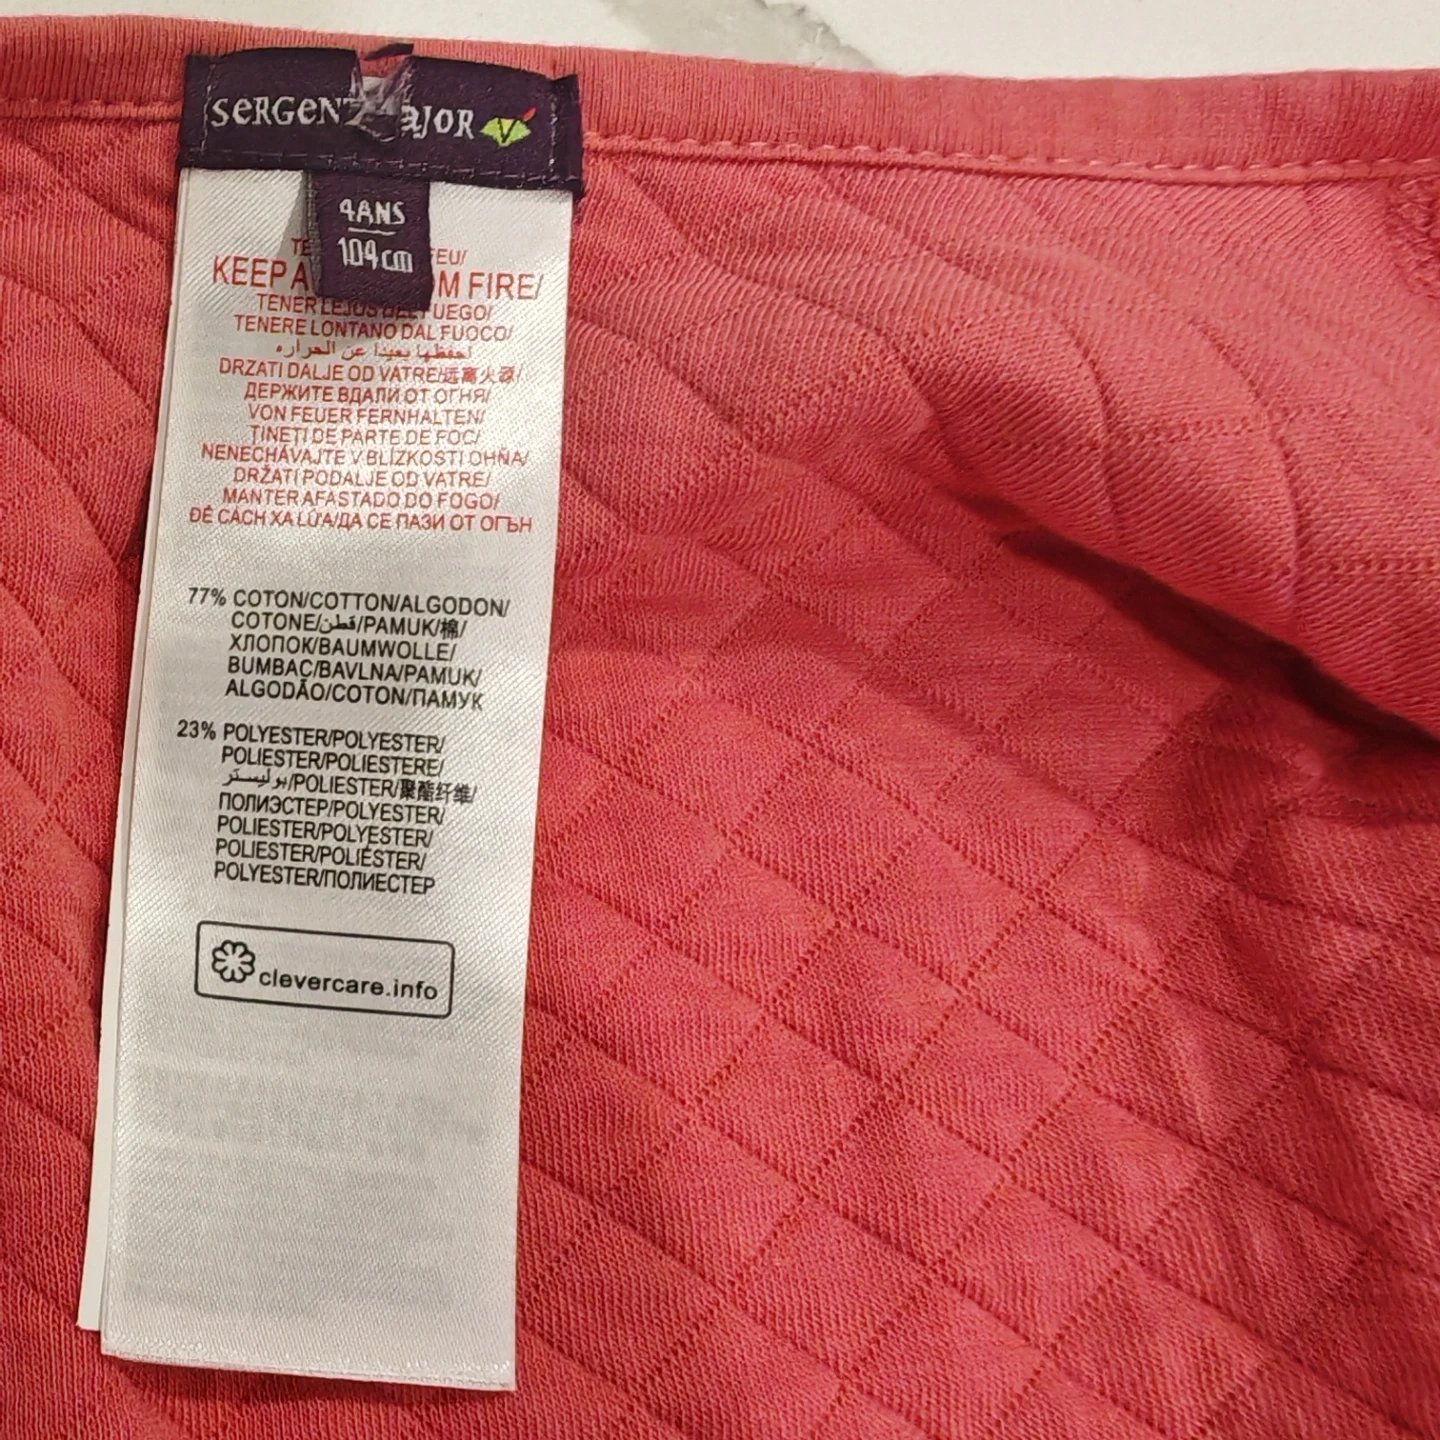 SERGENT MAJOR
4ANS
104cm
FEU/
KEEP FIRE/
TENER LEJOS DEL FUEGO/
TENERE LONTANO DAL FUOCO/
احفظها بعيدا عن الحراره
DRZATI DALJE OD VATRE/远离火源/
ДЕРЖИТЕ ВДАЛИ ОТ ОГНЯ/
VON FEUER FERNHALTEN/
ȚINEȚI DE PARTE DE FOC/
NENECHÁVAJTE V BLÍZKOSTI OHŇA/
DRŽATI PODALJE OD VATRE/
MANTER AFASTADO DO FOGO/
ĐỂ CÁCH XA LỬA/ДА СЕ ПАЗИ ОТ ОГЪН
77% COTON/COTTON/ALGODON/
COTONE/قطن/PAMUK/棉/
ХЛОПОК/BAUMWOLLE/
BUMBAC/BAVLNA/PAMUK/
ALGODÃO/COTON/ПАМУК
23% POLYESTER/POLYESTER/
POLIESTER/POLIESTERE/
بوليستر/POLIESTER/聚酯纤维/
ПОЛИЭСТЕР/POLYESTER/
POLIESTER/POLYESTER/
POLIESTER/POLIÉSTER/
POLYESTER/ПОЛИЕСТЕР
clevercare.info